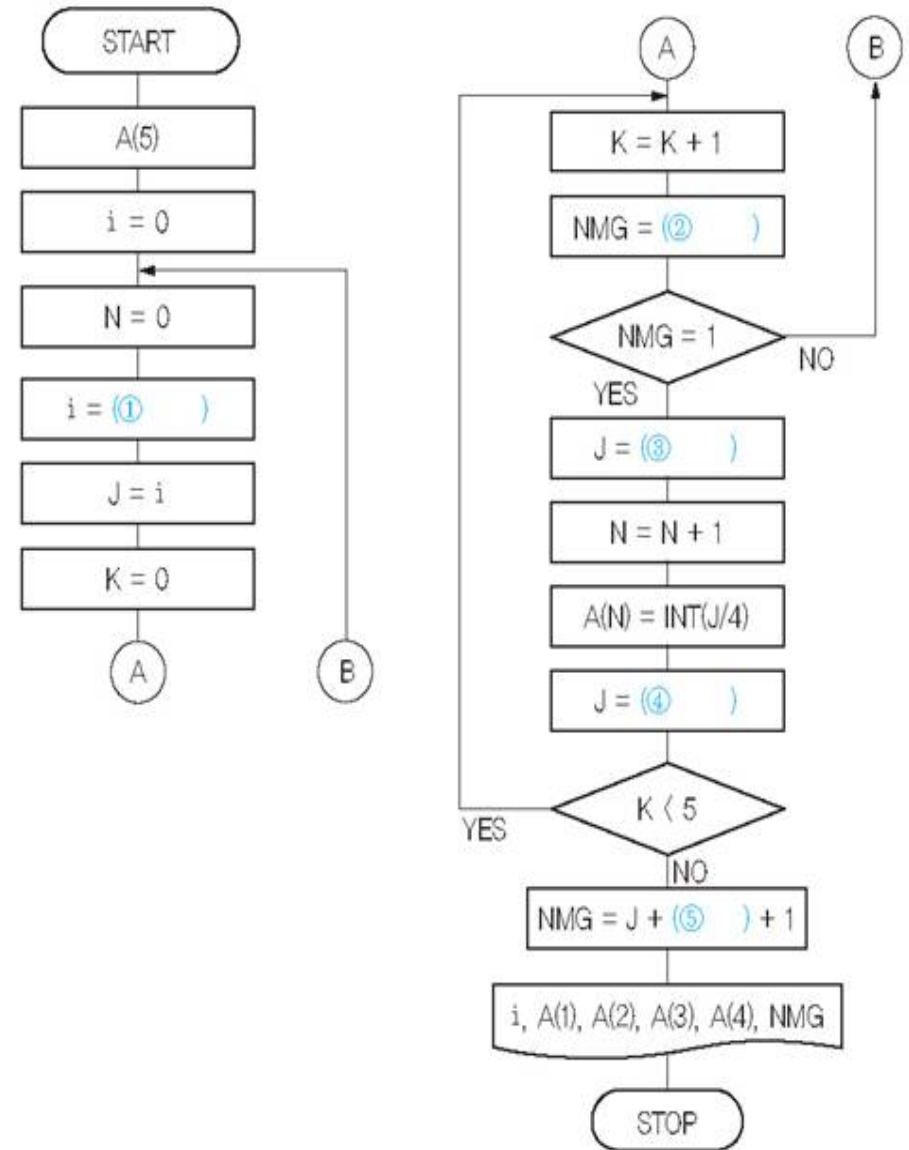 START
A(5)
i = 0
N = 0
i = (① )
J = i
K = 0
A
B
A
B
K = K + 1
NMG = (② )
NMG = 1
NO
YES
J = (③ )
N = N + 1
A(N) = INT(J/4)
J = (④ )
K < 5
YES
NO
NMG = J + (⑤ ) + 1
i, A(1), A(2), A(3), A(4), NMG
STOP